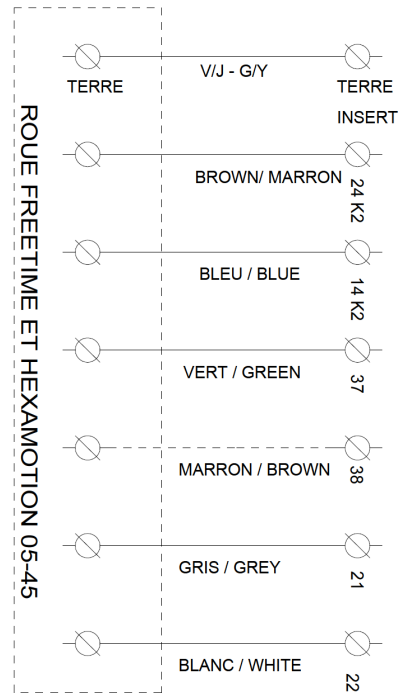 ROUE FREETIME ET HEXAMOTION 05-45
TERRE
V/J - G/Y
TERRE
INSERT
BROWN/ MARRON
24 K2
BLEU / BLUE
14 K2
VERT / GREEN
37
MARRON / BROWN
38
GRIS / GREY
21
BLANC / WHITE
22